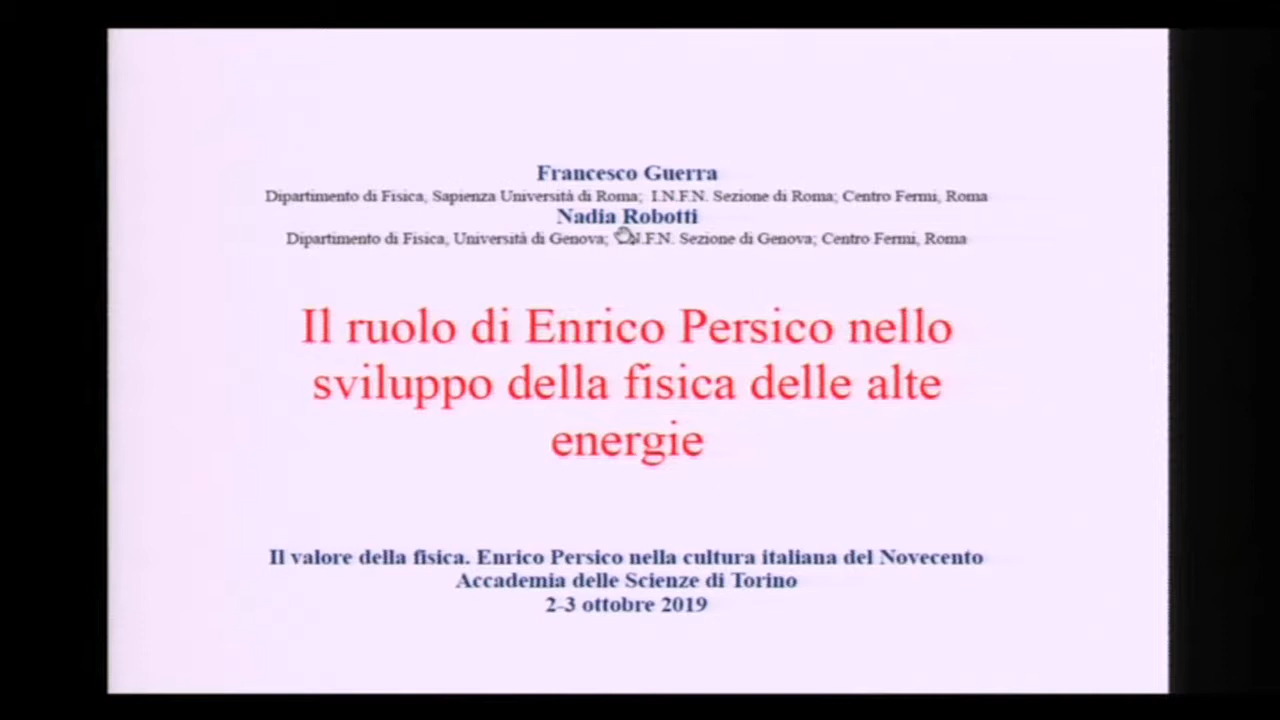 Francesco Guerra
Dipartimento di Fisica, Sapienza Università di Roma; I.N.F.N. Sezione di Roma; Centro Fermi, Roma
Nadia Robotti
Dipartimento di Fisica, Università di Genova; I.N.F.N. Sezione di Genova; Centro Fermi, Roma
Il ruolo di Enrico Persico nello
sviluppo della fisica delle alte
energie
Il valore della fisica. Enrico Persico nella cultura italiana del Novecento
Accademia delle Scienze di Torino
2-3 ottobre 2019